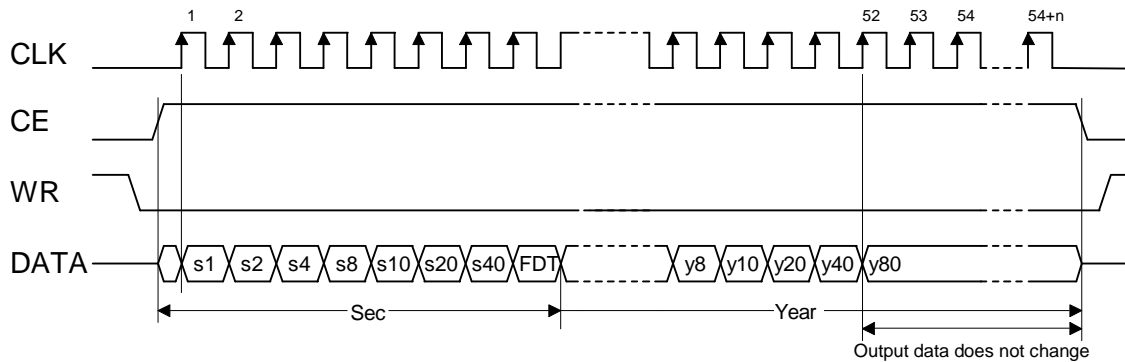 1 2 52 53 54 54+n
CLK
CE
WR
DATA s1 s2 s4 s8 s10 s20 s40 FDT y8 y10 y20 y40 y80
Sec Year
Output data does not change